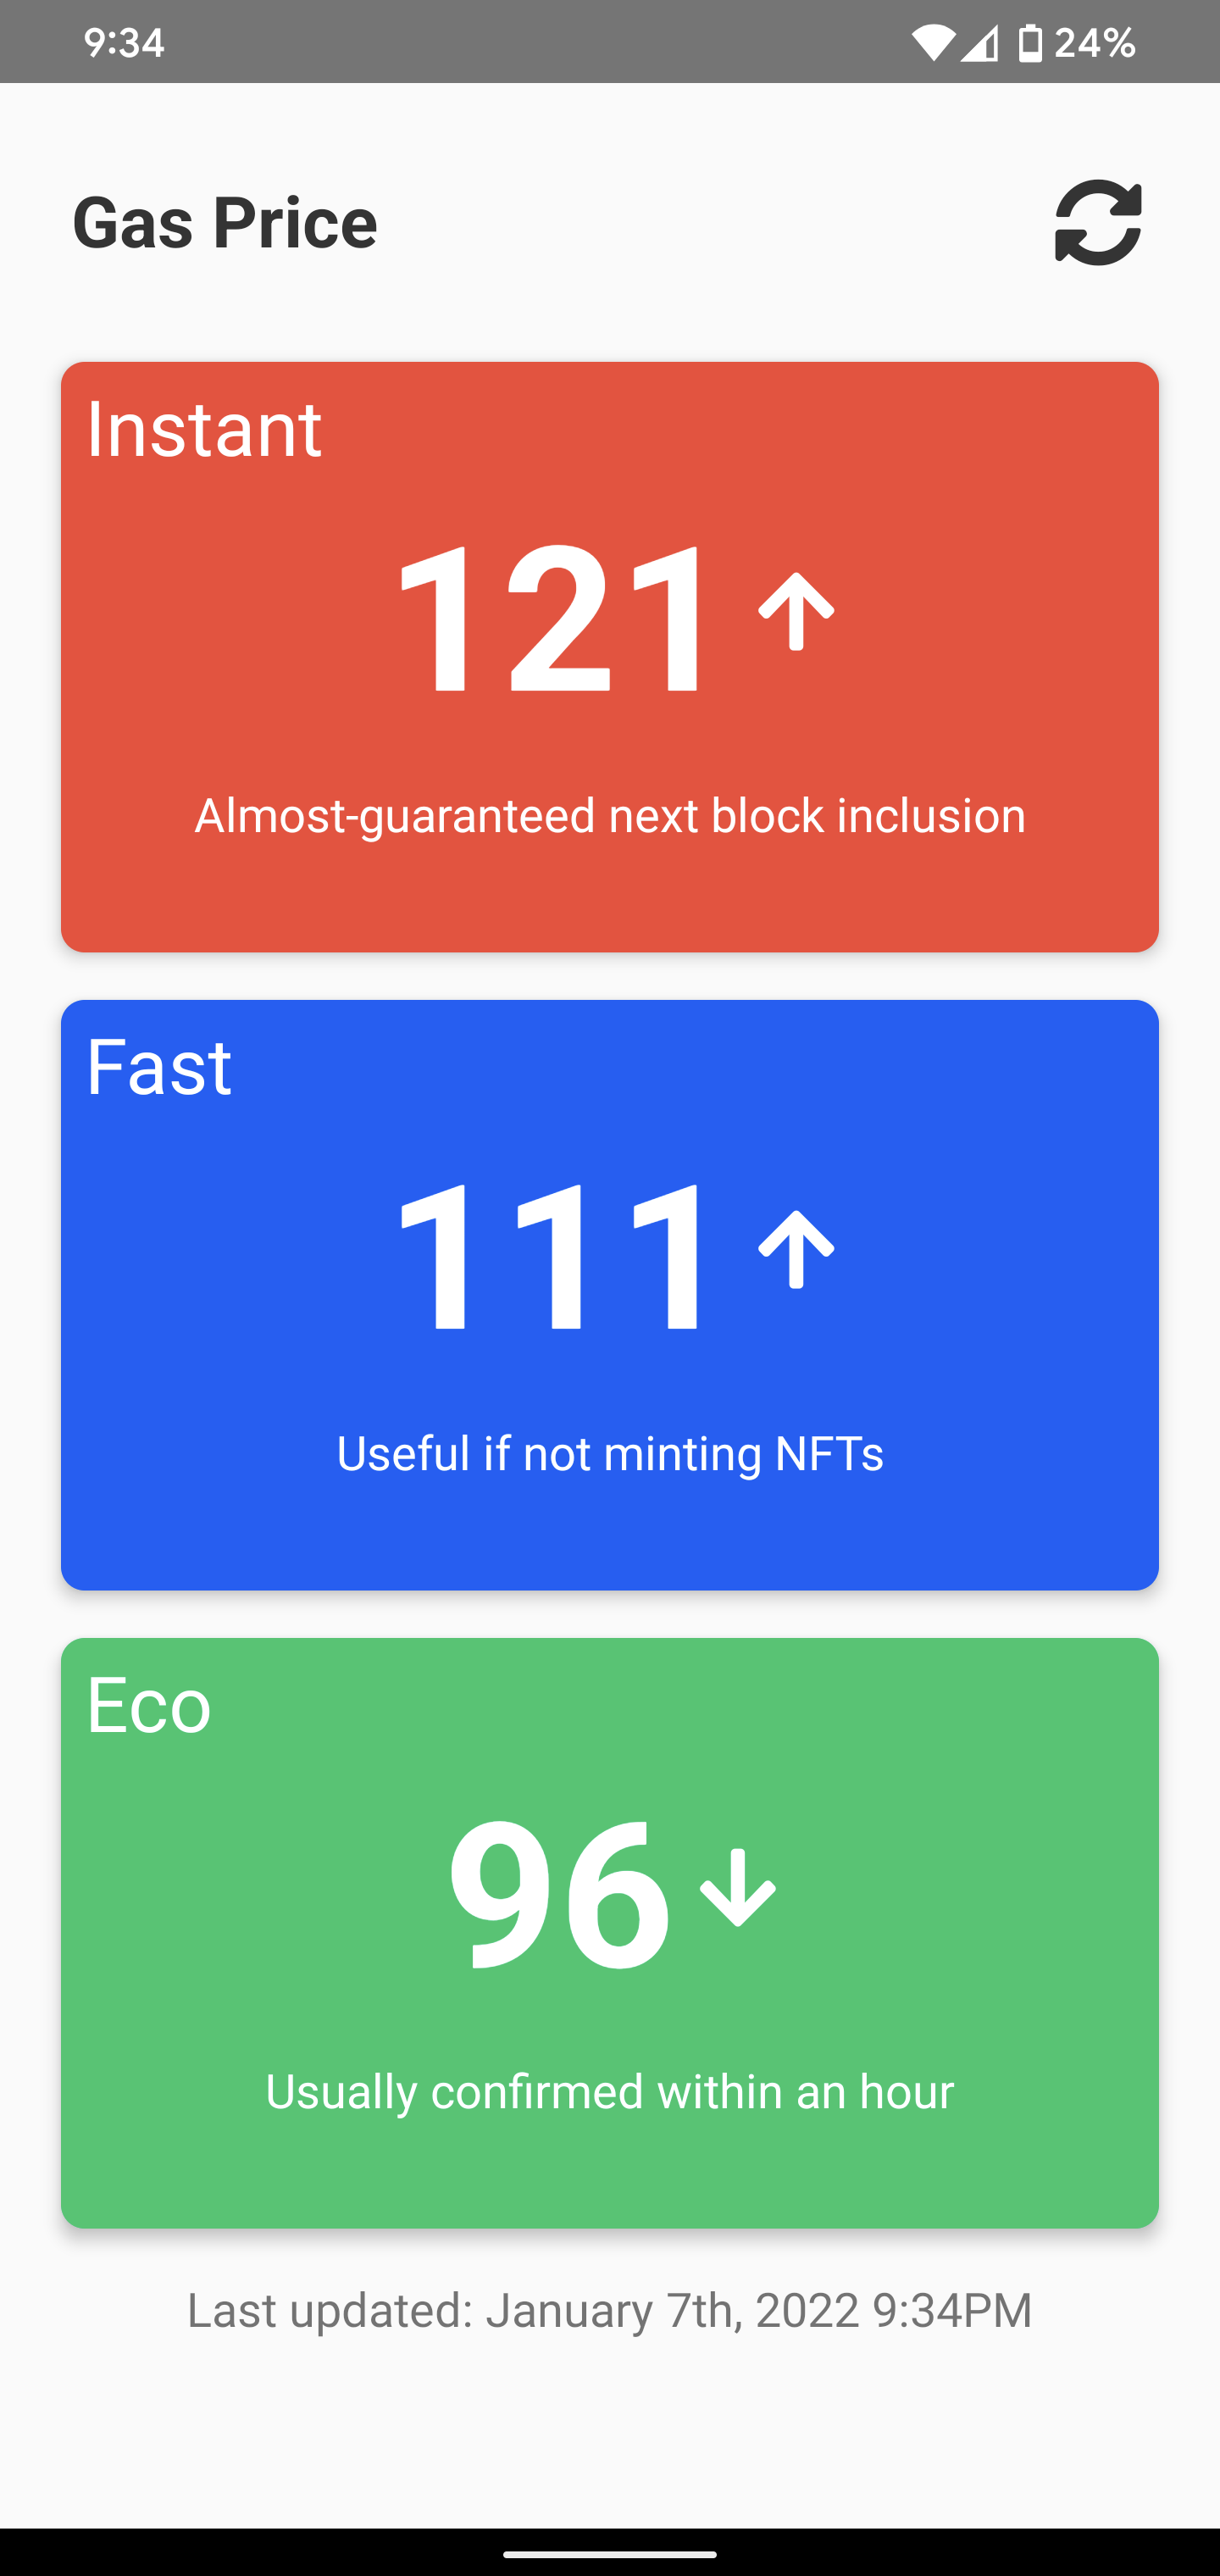 9:34 24%
Gas Price
Instant
121
Almost-guaranteed next block inclusion
Fast
111
Useful if not minting NFTs
Eco
96
Usually confirmed within an hour
Last updated: January 7th, 2022 9:34PM